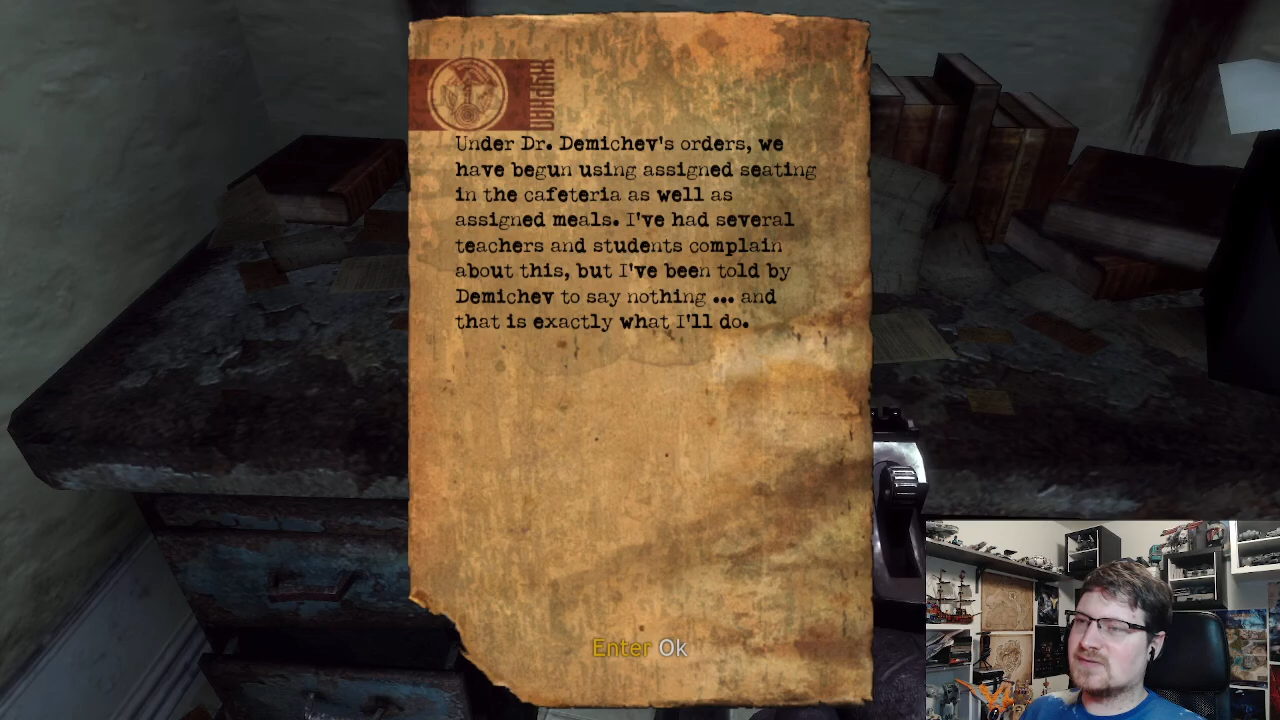 Under Dr. Demichev's orders, we
have begun using assigned seating
in the cafeteria as well as
assigned meals. I've had several
teachers and students complain
about this, but I've been told by
Demichev to say nothing ... and
that is exactly what I'll do.
Enter Ok